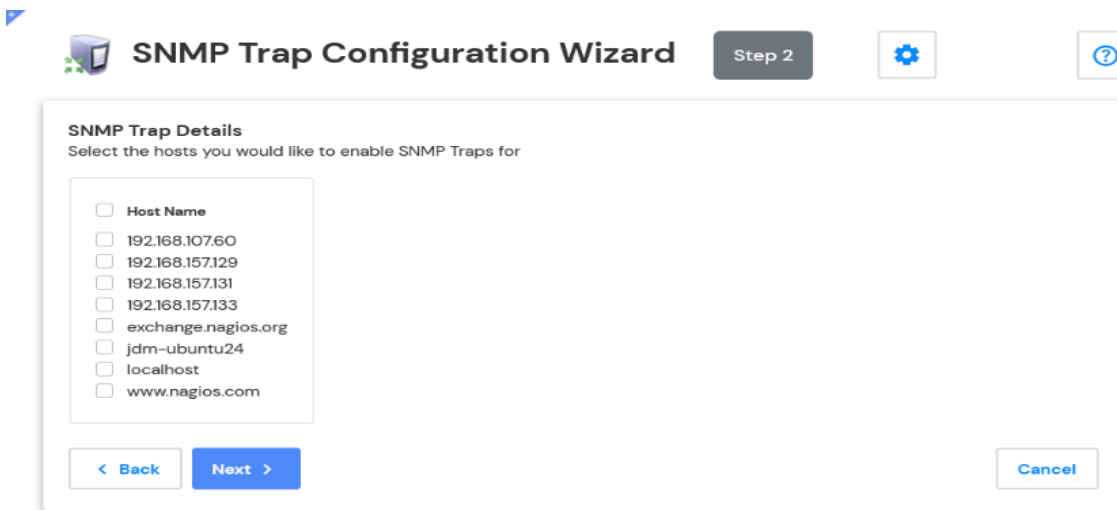 SNMP Trap Configuration Wizard
Step 2
SNMP Trap Details
Select the hosts you would like to enable SNMP Traps for
Host Name
192.168.107.60
192.168.157.129
192.168.157.131
192.168.157.133
exchange.nagios.org
jdm-ubuntu24
localhost
www.nagios.com
< Back
Next >
Cancel